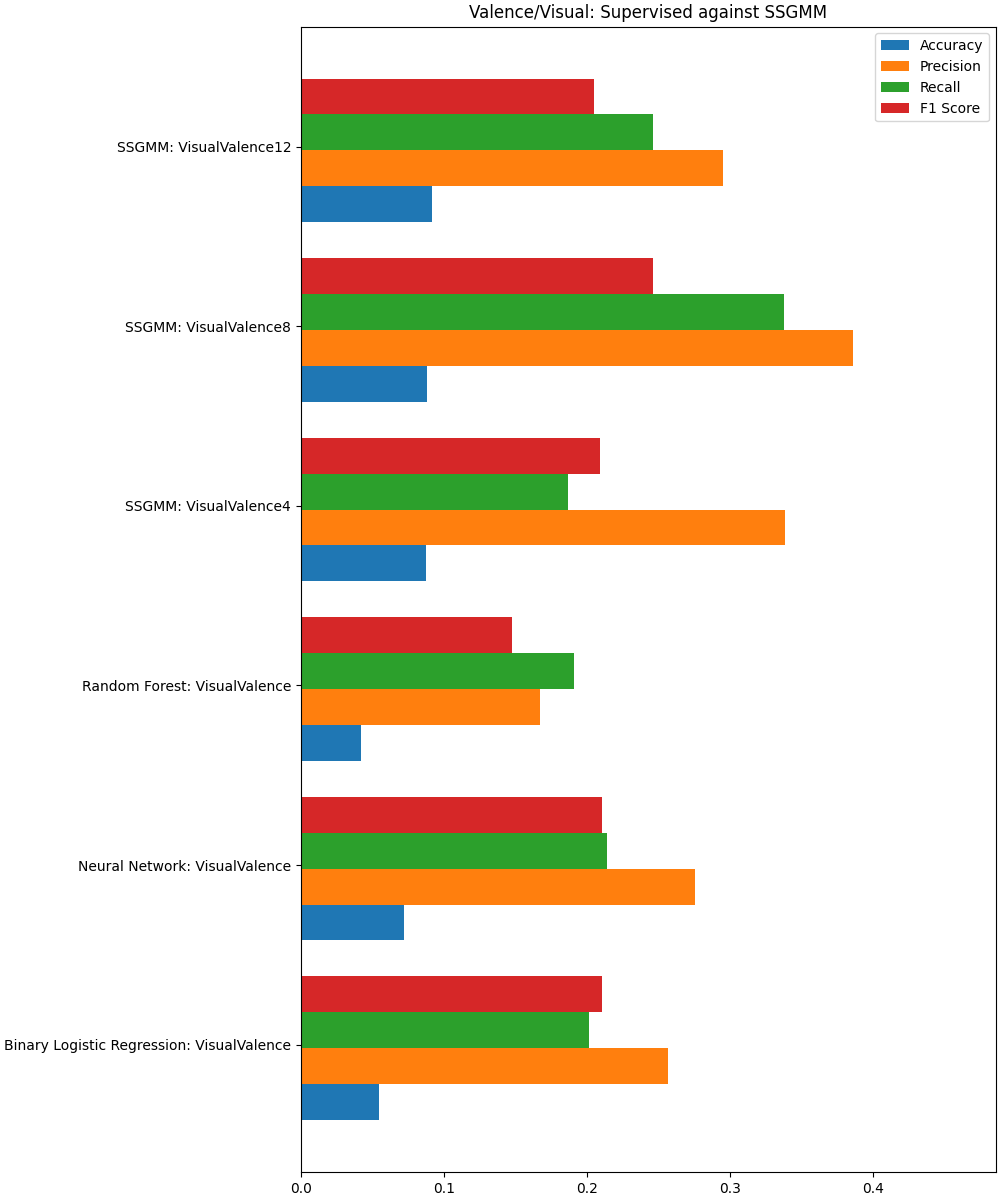 Valence/Visual: Supervised against SSGMM
Accuracy
Precision
Recall
F1 Score
SSGMM: VisualValence12
SSGMM: VisualValence8
SSGMM: VisualValence4
Random Forest: VisualValence
Neural Network: VisualValence
Binary Logistic Regression: VisualValence
0.0 0.1 0.2 0.3 0.4